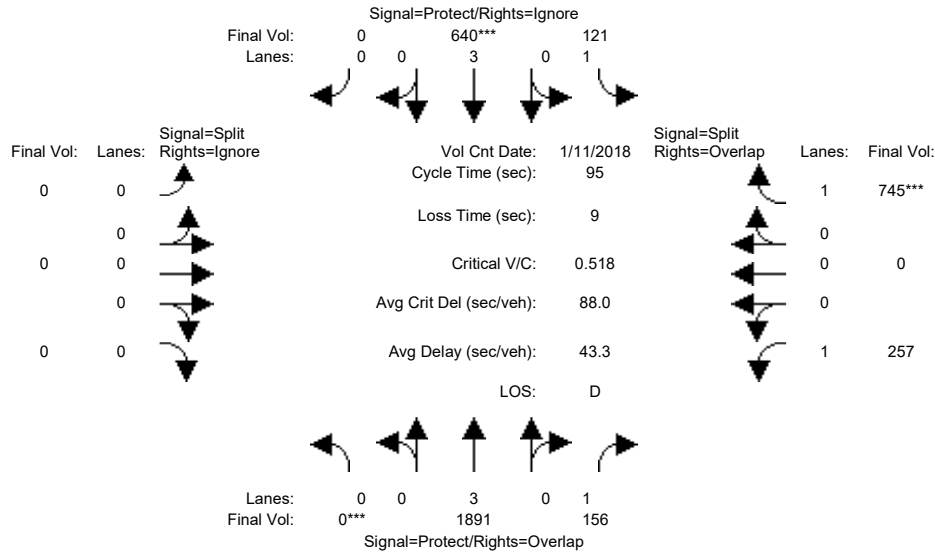 Signal=Protect/Rights=Ignore
Final Vol: 0 640*** 121
Lanes: 0 0 3 0 1
Signal=Split
Final Vol: Lanes: Rights=Ignore
Vol Cnt Date: 1/11/2018
Signal=Split
Rights=Overlap Lanes: Final Vol:
Cycle Time (sec): 95
0 0 1 745***
Loss Time (sec): 9
0 0
0 0 Critical V/C: 0.518 0 0
0 Avg Crit Del (sec/veh): 88.0 0
0 0 Avg Delay (sec/veh): 43.3 1 257
LOS: D
Lanes: 0 0 3 0 1
Final Vol: 0*** 1891 156
Signal=Protect/Rights=Overlap